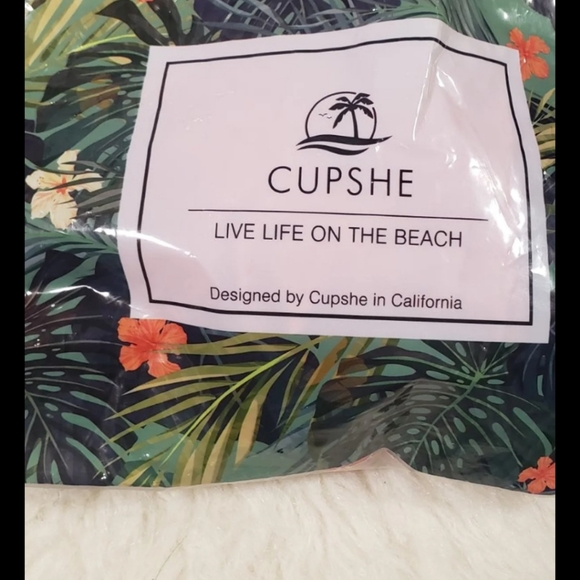 CUPSHE
LIVE LIFE ON THE BEACH
Designed by Cupshe in California